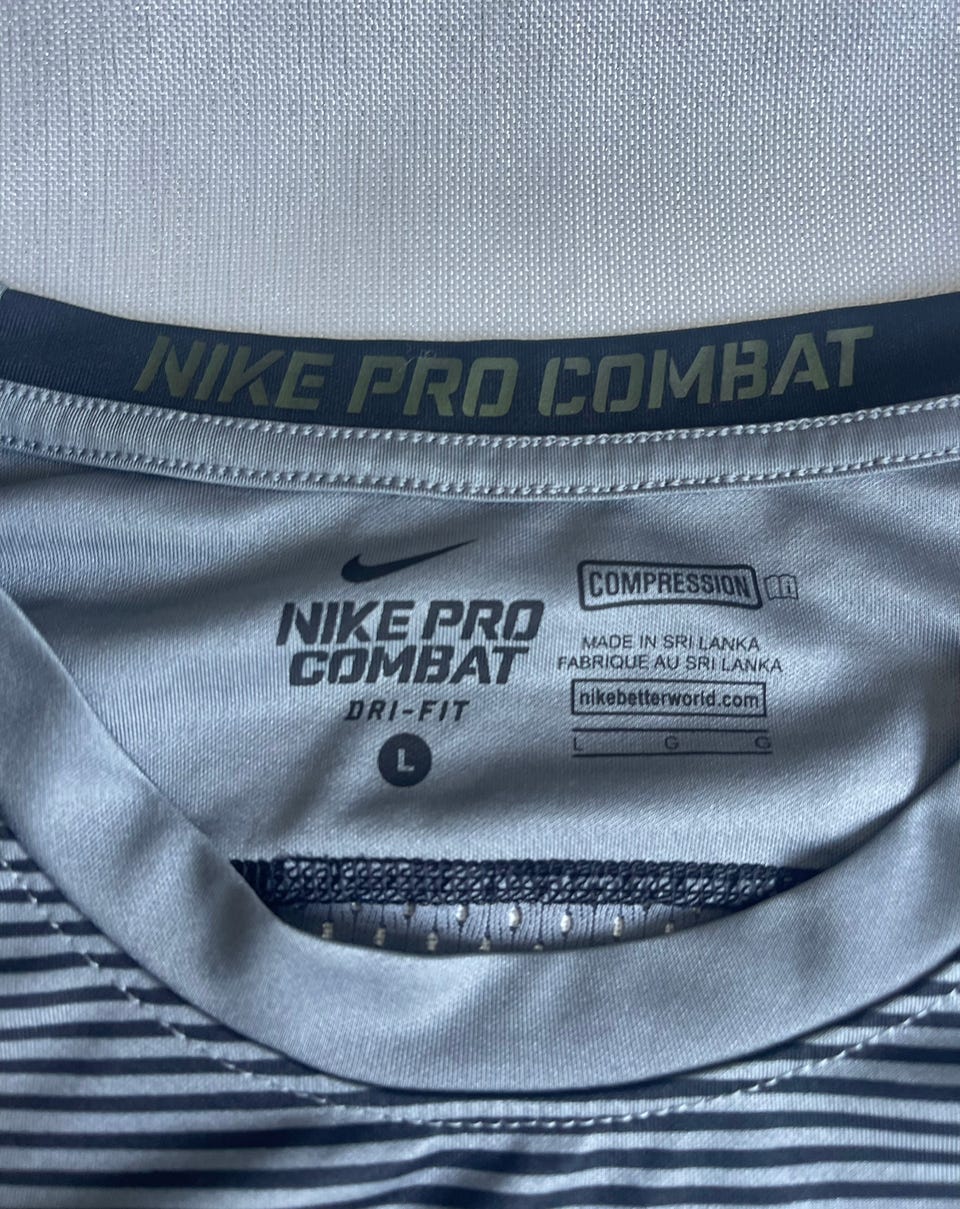 NIKE PRO COMBAT
NIKE PRO
COMBAT
DRI-FIT
L
COMPRESSION
MADE IN SRI LANKA
FABRIQUE AU SRI LANKA
nikebetterworld.com
L G G